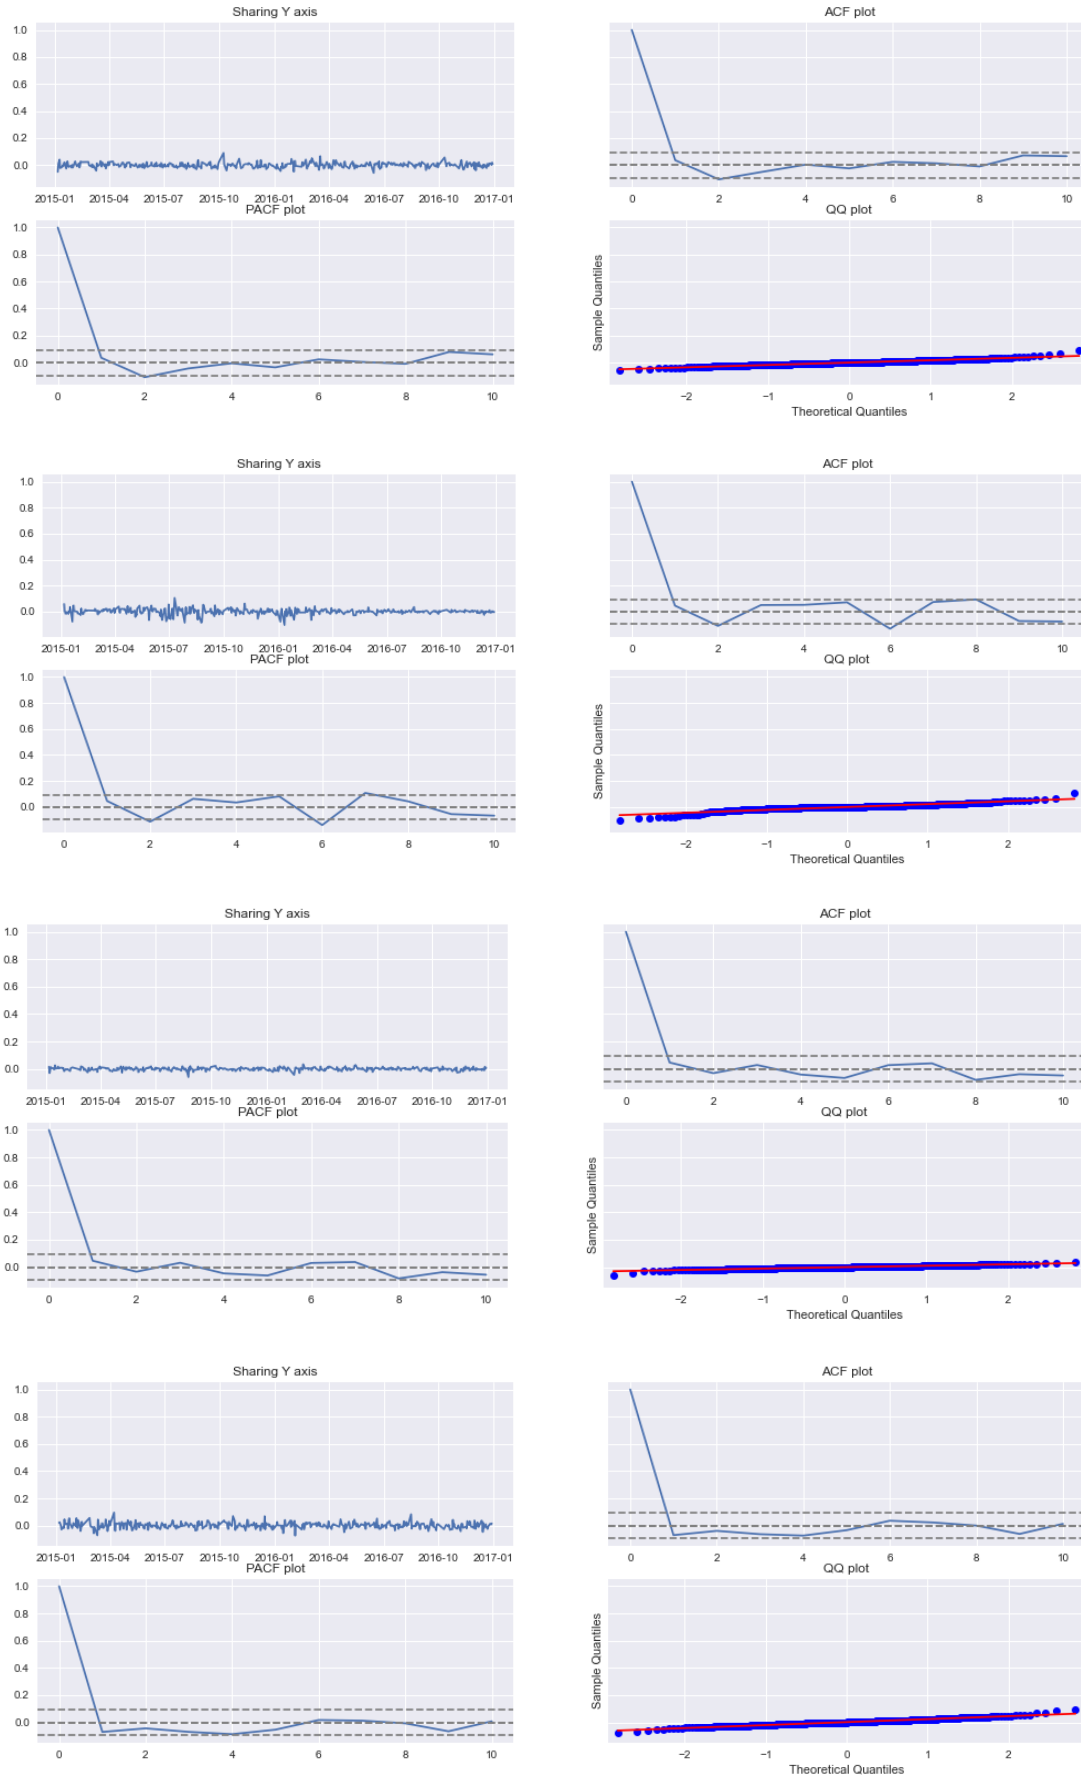 Sharing Y axis
ACF plot
1.0
0.8
0.6
0.4
0.2
0.0
2015-01 2015-04 2015-07 2015-10 2016-01 2016-04 2016-07 2016-10 2017-01
0 2 4 6 8 10
PACF plot
QQ plot
1.0
0.8
0.6
0.4
0.2
0.0
0 2 4 6 8 10
Sample Quantiles
−2 −1 0 1 2
Theoretical Quantiles
Sharing Y axis
ACF plot
1.0
0.8
0.6
0.4
0.2
0.0
2015-01 2015-04 2015-07 2015-10 2016-01 2016-04 2016-07 2016-10 2017-01
0 2 4 6 8 10
PACF plot
QQ plot
1.0
0.8
0.6
0.4
0.2
0.0
0 2 4 6 8 10
Sample Quantiles
−2 −1 0 1 2
Theoretical Quantiles
Sharing Y axis
ACF plot
1.0
0.8
0.6
0.4
0.2
0.0
2015-01 2015-04 2015-07 2015-10 2016-01 2016-04 2016-07 2016-10 2017-01
0 2 4 6 8 10
PACF plot
QQ plot
1.0
0.8
0.6
0.4
0.2
0.0
0 2 4 6 8 10
Sample Quantiles
−2 −1 0 1 2
Theoretical Quantiles
Sharing Y axis
ACF plot
1.0
0.8
0.6
0.4
0.2
0.0
2015-01 2015-04 2015-07 2015-10 2016-01 2016-04 2016-07 2016-10 2017-01
0 2 4 6 8 10
PACF plot
QQ plot
1.0
0.8
0.6
0.4
0.2
0.0
0 2 4 6 8 10
Sample Quantiles
−2 −1 0 1 2
Theoretical Quantiles